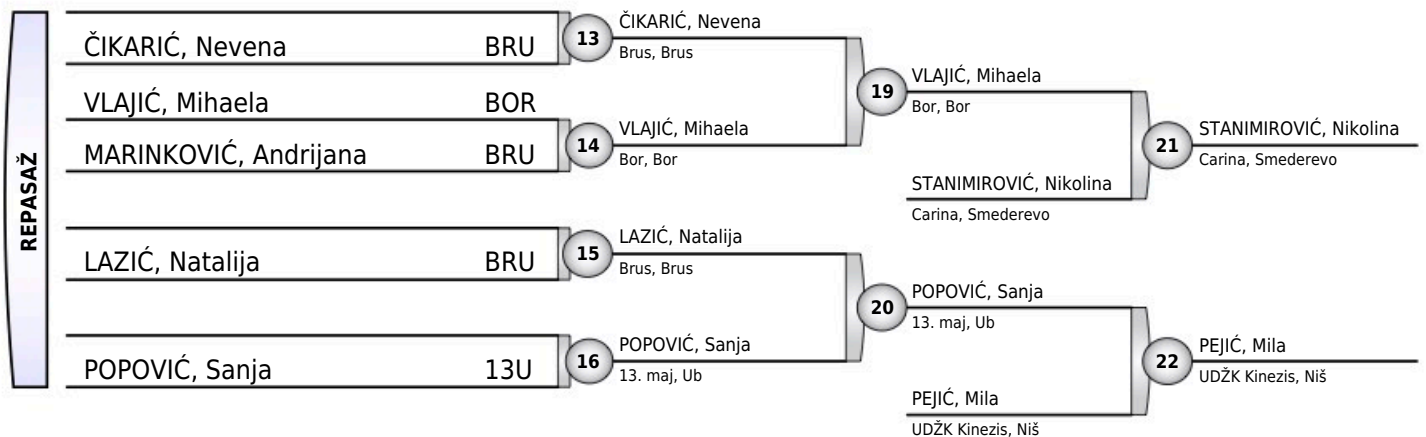 REPASAŽ
ČIKARIĆ, Nevena BRU
VLAJIĆ, Mihaela BOR
MARINKOVIĆ, Andrijana BRU
LAZIĆ, Natalija BRU
POPOVIĆ, Sanja 13U
13
ČIKARIĆ, Nevena
Brus, Brus
14
VLAJIĆ, Mihaela
Bor, Bor
15
LAZIĆ, Natalija
Brus, Brus
16
POPOVIĆ, Sanja
13. maj, Ub
19
VLAJIĆ, Mihaela
Bor, Bor
STANIMIROVIĆ, Nikolina
Carina, Smederevo
20
POPOVIĆ, Sanja
13. maj, Ub
PEJIĆ, Mila
UDŽK Kinezis, Niš
21
STANIMIROVIĆ, Nikolina
Carina, Smederevo
22
PEJIĆ, Mila
UDŽK Kinezis, Niš